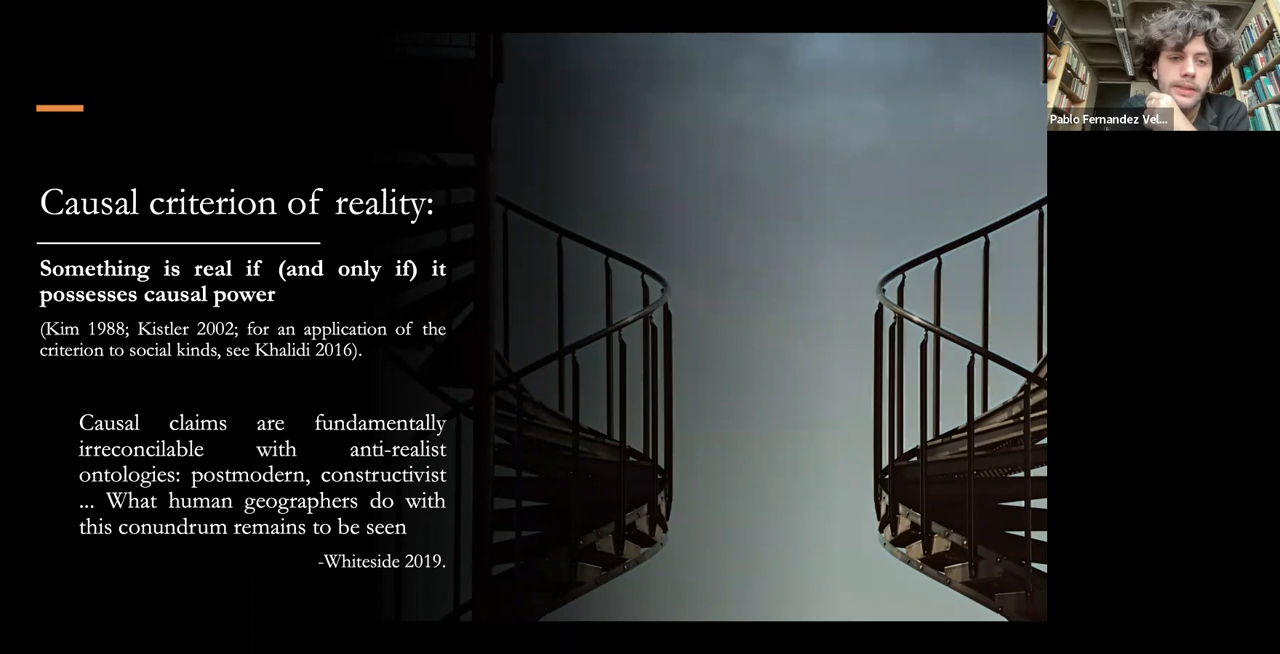 Causal criterion of reality:
Something is real if (and only if) it
possesses causal power
(Kim 1988; Kistler 2002; for an application of the
criterion to social kinds, see Khalidi 2016).
Causal claims are fundamentally
irreconcilable with anti-realist
ontologies: postmodern, constructivist
... What human geographers do with
this conundrum remains to be seen
-Whiteside 2019.
Pablo Fernandez Vel...